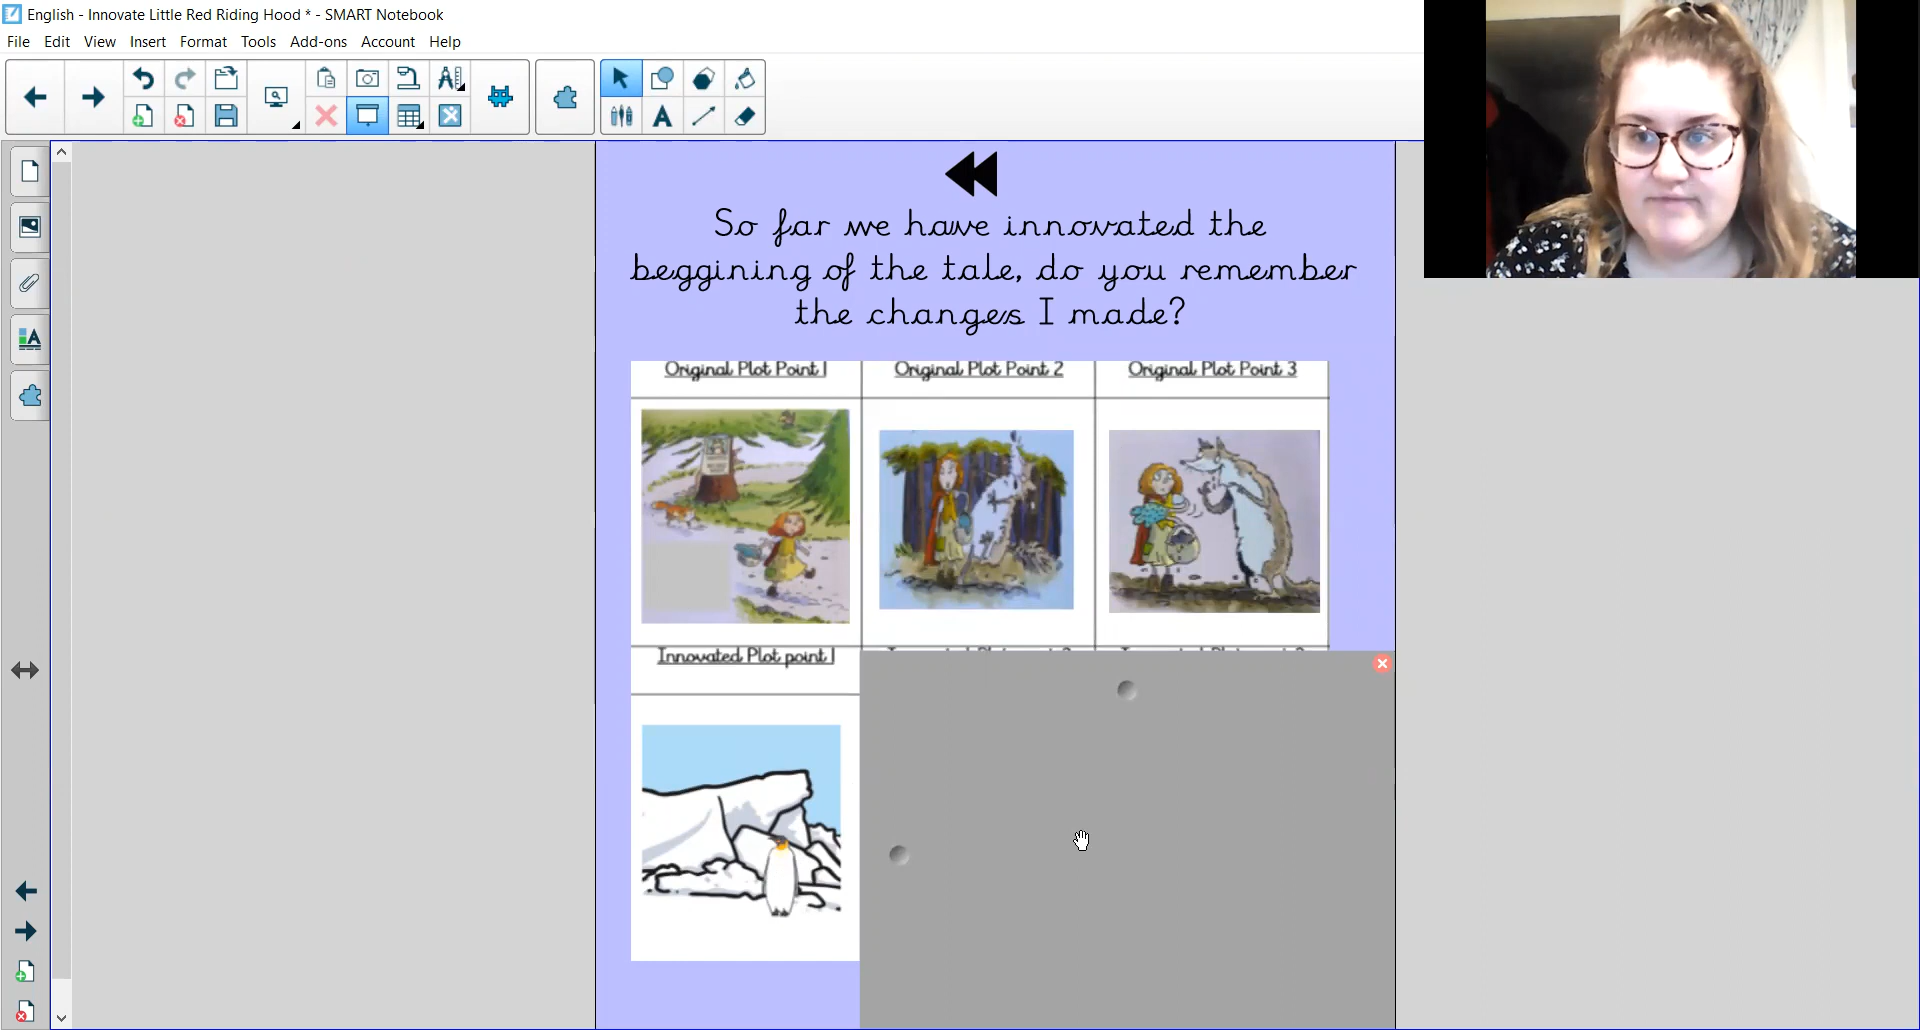 English - Innovate Little Red Riding Hood * - SMART Notebook
File Edit View Insert Format Tools Add-ons Account Help
So far we have innovated the
beggining of the tale, do you remember
the changes I made?
Original Plot Point 1 Original Plot Point 2 Original Plot Point 3
Innovated Plot point 1